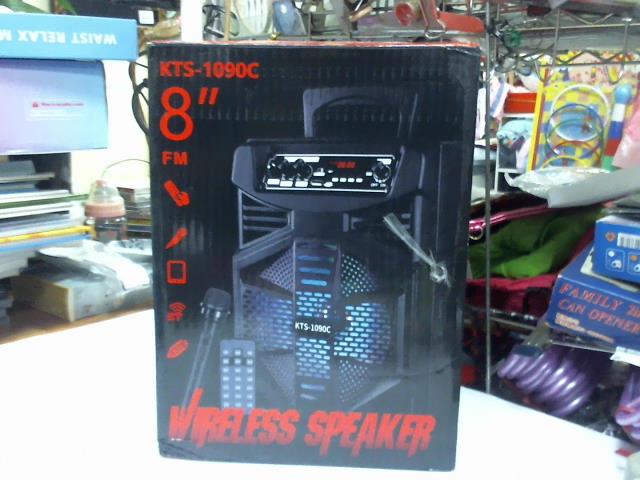 WAIST RELAX M
KTS-1090C
8"
FM
KTS-1090C
WIRELESS SPEAKER
FAMILY
CAN OPENER